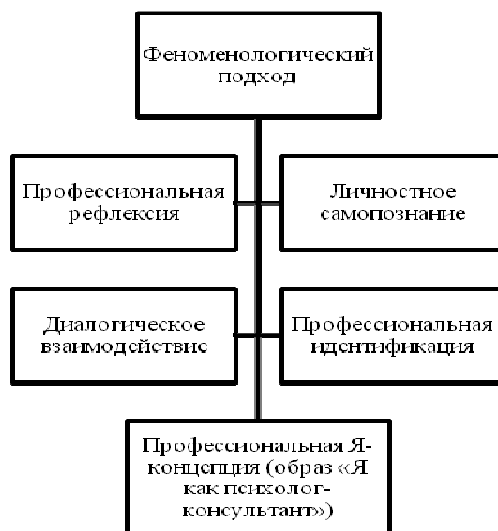 Феноменологический
подход
Профессиональная
рефлексия
Личностное
самопознание
Диалогическое
взаимодействие
Профессиональная
идентификация
Профессиональная Я-
концепция (образ «Я
как психолог-
консультант»)